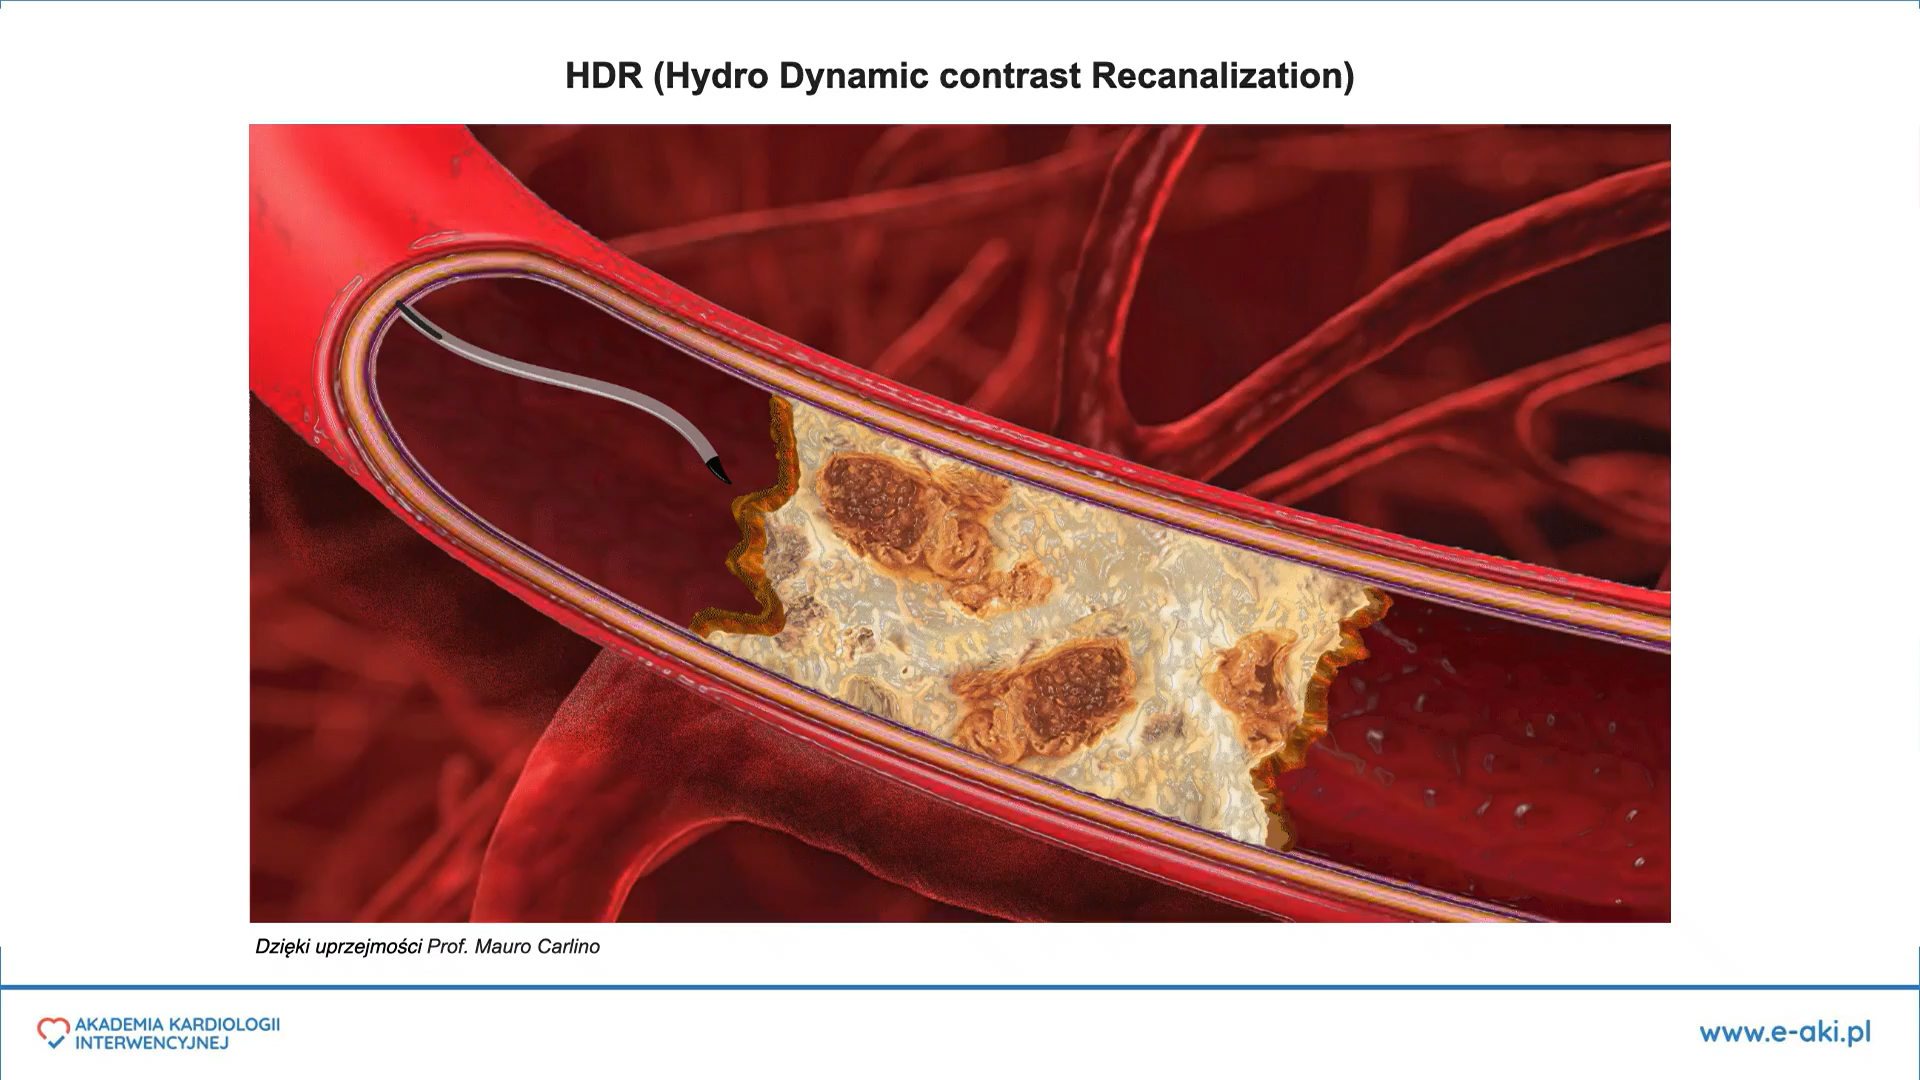 HDR (Hydro Dynamic contrast Recanalization)
Dzięki uprzejmości Prof. Mauro Carlino
AKADEMIA KARDIOLOGII
INTERWENCYJNEJ
www.e-aki.pl